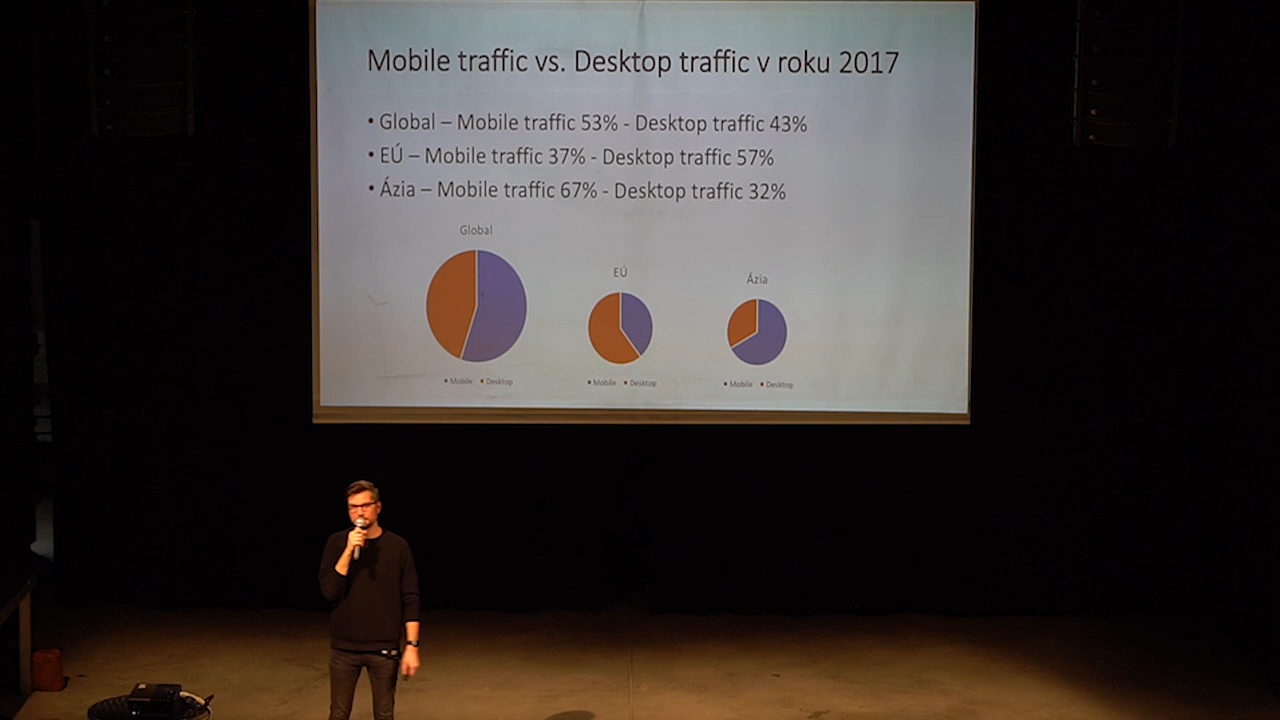 Mobile traffic vs. Desktop traffic v roku 2017
• Global – Mobile traffic 53% - Desktop traffic 43%
• EÚ – Mobile traffic 37% - Desktop traffic 57%
• Ázia – Mobile traffic 67% - Desktop traffic 32%
Global
EÚ
Ázia
Mobile Desktop
Mobile Desktop
Mobile Desktop